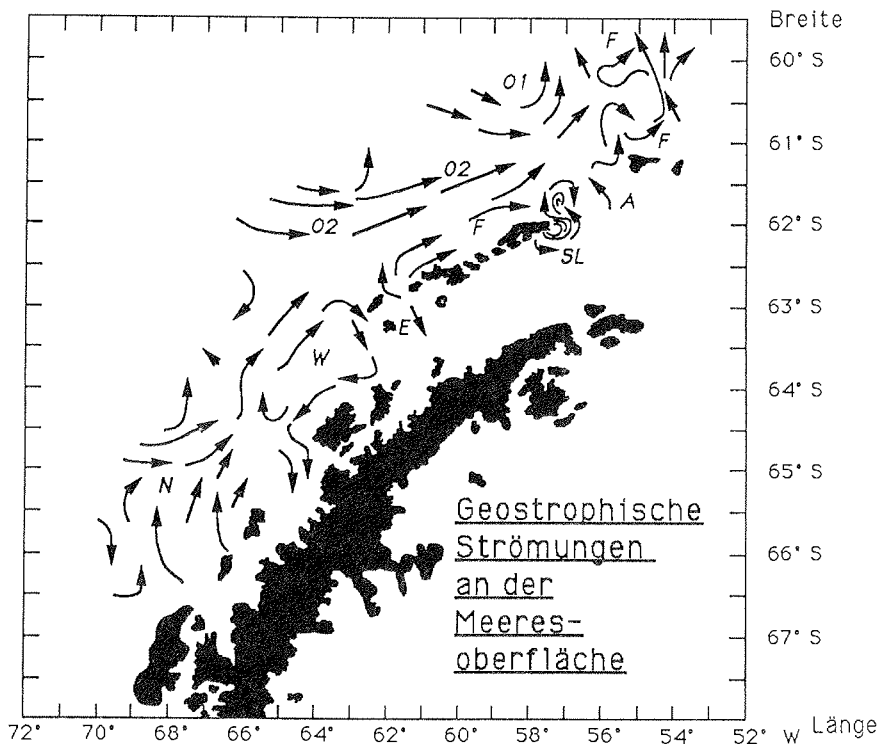 Breite
F
60° S
O1
61° S
F
O2
A
O2
F
62° S
SL
63° S
E
W
64° S
65° S
N
Geostrophische
Strömungen
an der
Meeres-
oberfläche
66° S
67° S
72° 70° 68° 66° 64° 62° 60° 58° 56° 54° 52° W Länge